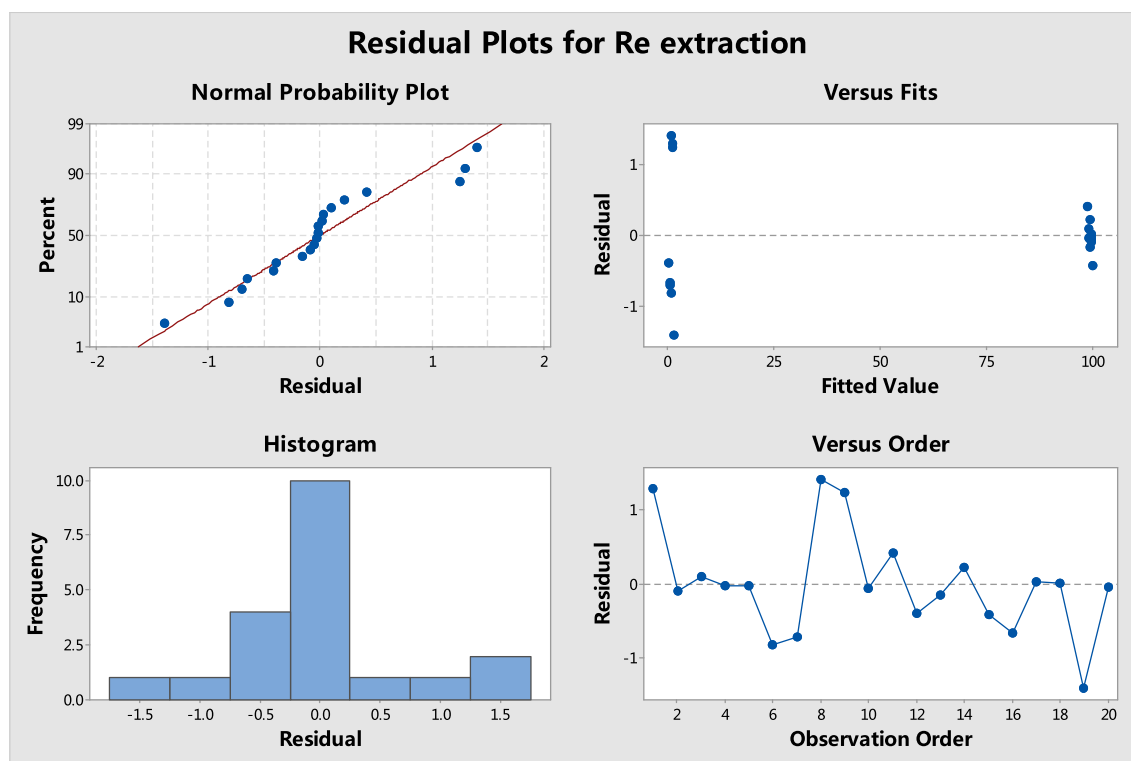 Residual Plots for Re extraction
Normal Probability Plot
99
90
50
10
1
Percent
-2 -1 0 1 2
Residual
Versus Fits
1
0
-1
Residual
0 25 50 75 100
Fitted Value
Histogram
10.0
7.5
5.0
2.5
0.0
Frequency
-1.5 -1.0 -0.5 0.0 0.5 1.0 1.5
Residual
Versus Order
1
0
-1
Residual
2 4 6 8 10 12 14 16 18 20
Observation Order